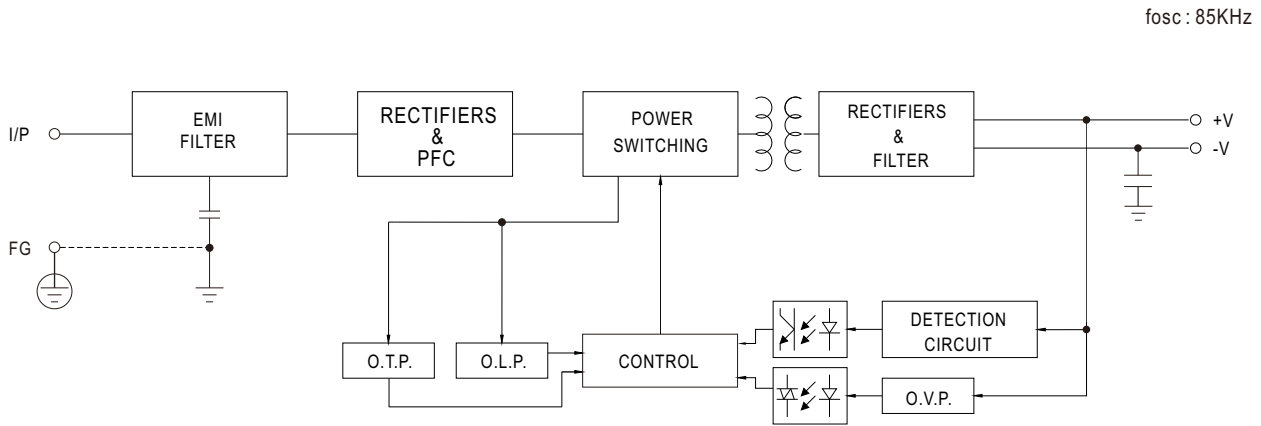 fosc : 85KHz
I/P
EMI
FILTER
RECTIFIERS
&
PFC
POWER
SWITCHING
RECTIFIERS
&
FILTER
+V
-V
FG
O.T.P.
O.L.P.
CONTROL
DETECTION
CIRCUIT
O.V.P.